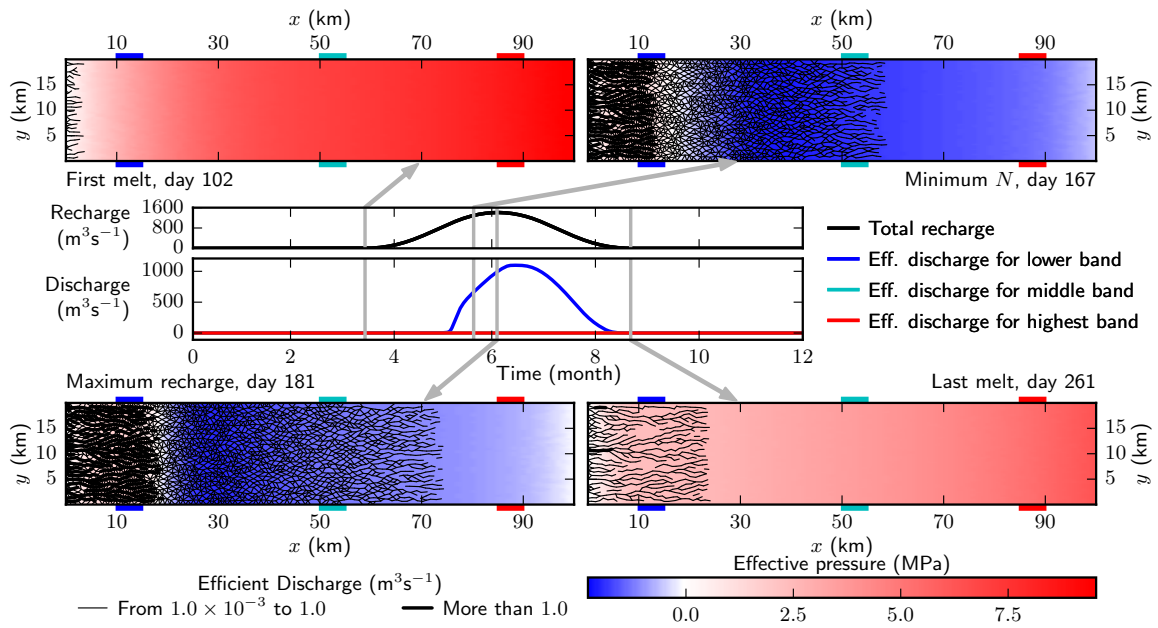 x (km) x (km)
10 30 50 70 90 10 30 50 70 90
y (km) 15 10 5 15 10 5 y (km)
First melt, day 102 Minimum N, day 167
Recharge (m³s⁻¹) 1600 800 0
Discharge (m³s⁻¹) 1000 500 0
0 2 4 6 8 10 12
Time (month)
Total recharge
Eff. discharge for lower band
Eff. discharge for middle band
Eff. discharge for highest band
Maximum recharge, day 181 Last melt, day 261
y (km) 15 10 5 15 10 5 y (km)
10 30 50 70 90 10 30 50 70 90
x (km) x (km)
Efficient Discharge (m³s⁻¹)
From 1.0 × 10⁻³ to 1.0 More than 1.0
Effective pressure (MPa)
0.0 2.5 5.0 7.5